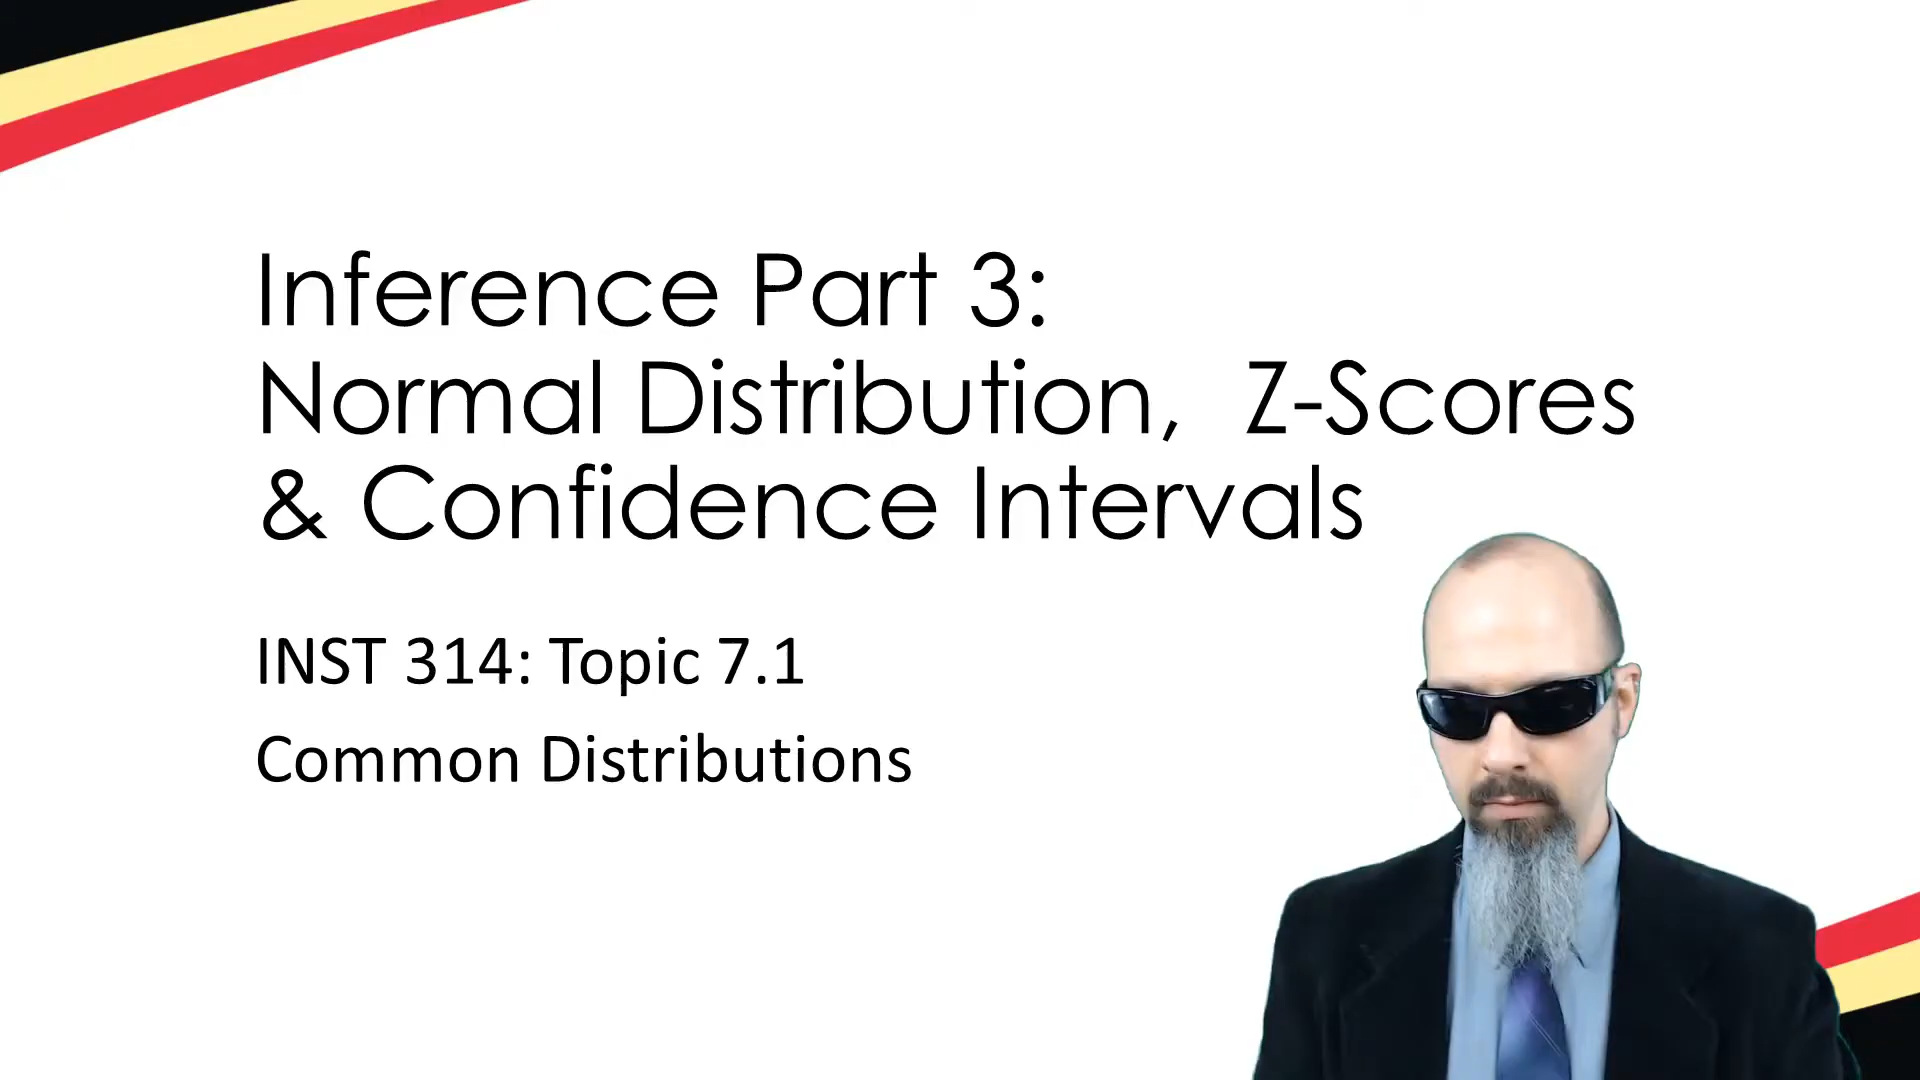 Inference Part 3:
Normal Distribution, Z-Scores
& Confidence Intervals
INST 314: Topic 7.1
Common Distributions